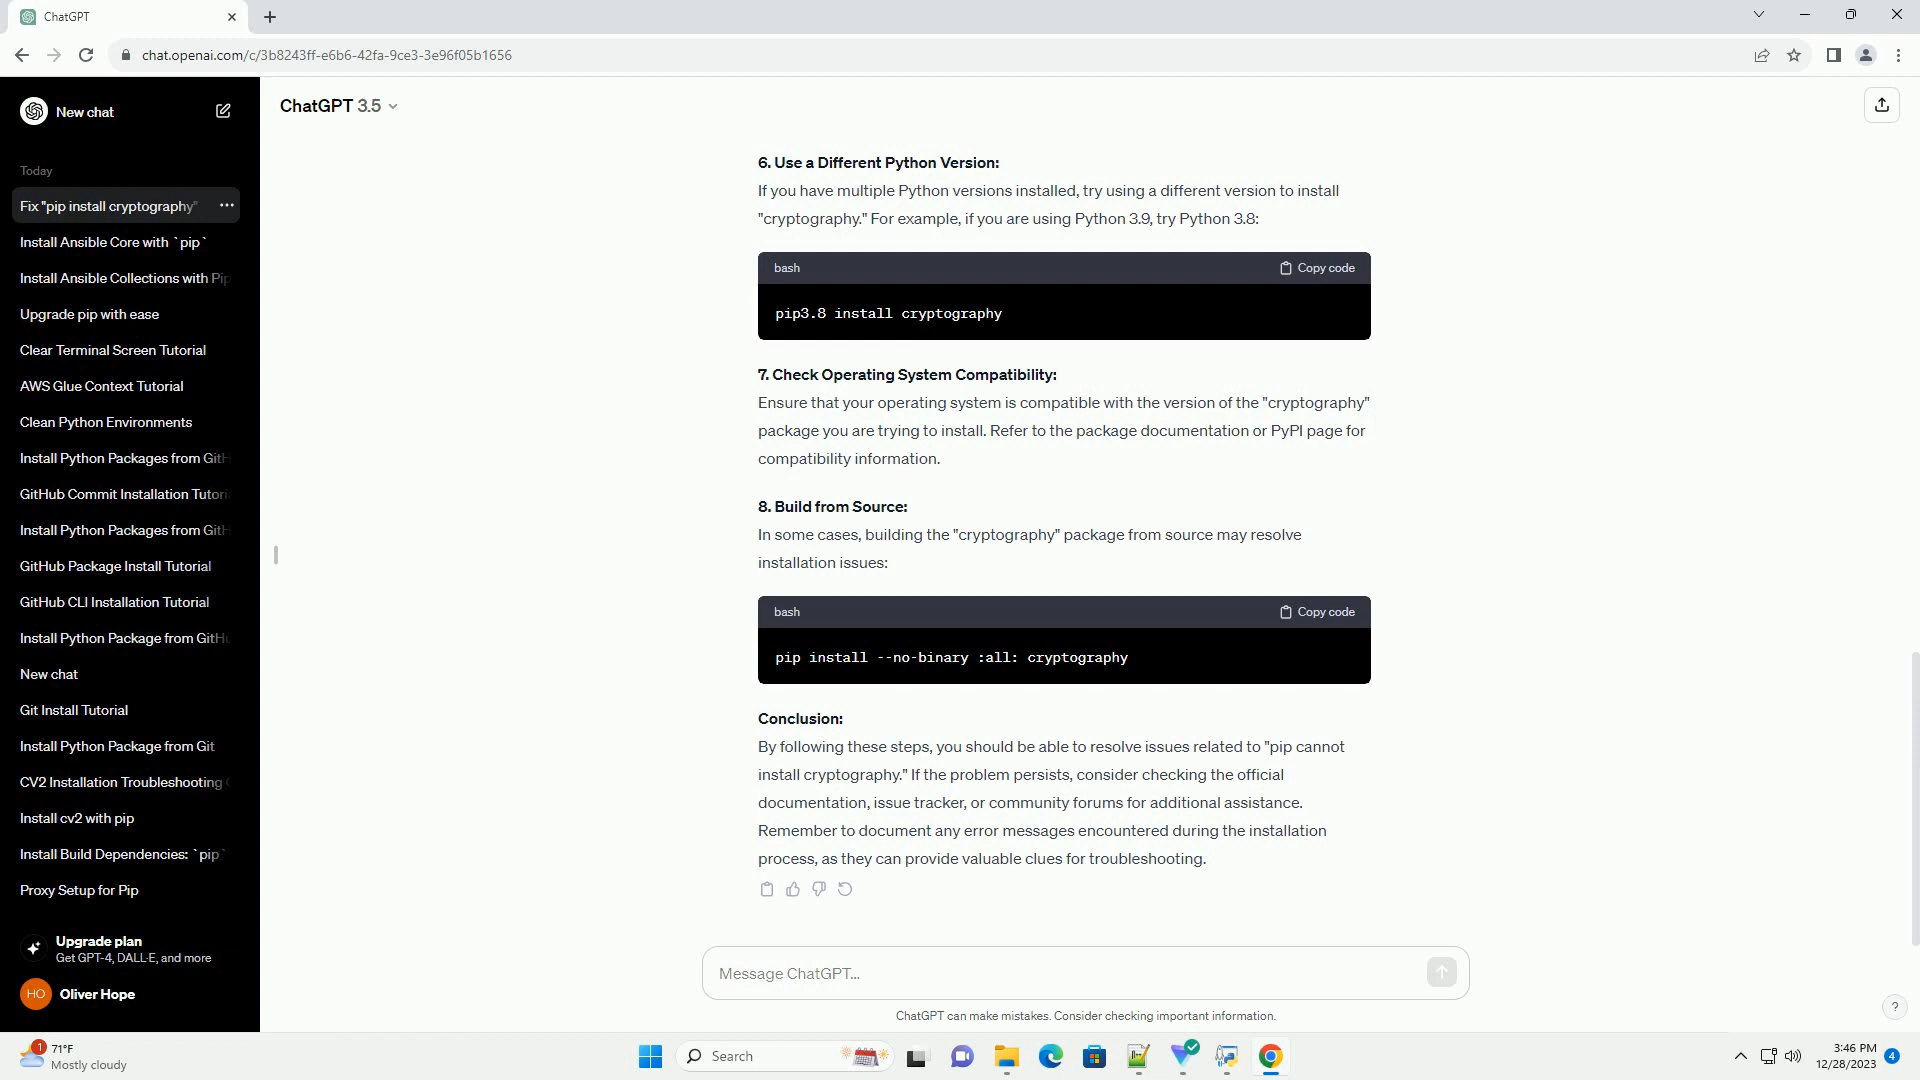 ChatGPT
chat.openai.com/c/3b8243ff-e6b6-42fa-9ce3-3e96f05b1656
New chat
ChatGPT 3.5
Today
Fix "pip install cryptography"
Install Ansible Core with `pip`
Install Ansible Collections with Pip
Upgrade pip with ease
Clear Terminal Screen Tutorial
AWS Glue Context Tutorial
Clean Python Environments
Install Python Packages from GitH
GitHub Commit Installation Tutori
Install Python Packages from GitH
GitHub Package Install Tutorial
GitHub CLI Installation Tutorial
Install Python Package from GitHu
New chat
Git Install Tutorial
Install Python Package from Git
CV2 Installation Troubleshooting
Install cv2 with pip
Install Build Dependencies: `pip`
Proxy Setup for Pip
Upgrade plan
Get GPT-4, DALL·E, and more
HO
Oliver Hope
6. Use a Different Python Version:
If you have multiple Python versions installed, try using a different version to install
"cryptography." For example, if you are using Python 3.9, try Python 3.8:
bash
Copy code
pip3.8 install cryptography
7. Check Operating System Compatibility:
Ensure that your operating system is compatible with the version of the "cryptography"
package you are trying to install. Refer to the package documentation or PyPI page for
compatibility information.
8. Build from Source:
In some cases, building the "cryptography" package from source may resolve
installation issues:
bash
Copy code
pip install --no-binary :all: cryptography
Conclusion:
By following these steps, you should be able to resolve issues related to "pip cannot
install cryptography." If the problem persists, consider checking the official
documentation, issue tracker, or community forums for additional assistance.
Remember to document any error messages encountered during the installation
process, as they can provide valuable clues for troubleshooting.
Message ChatGPT...
ChatGPT can make mistakes. Consider checking important information.
?
1
71°F
Mostly cloudy
Search
3:46 PM
12/28/2023
4